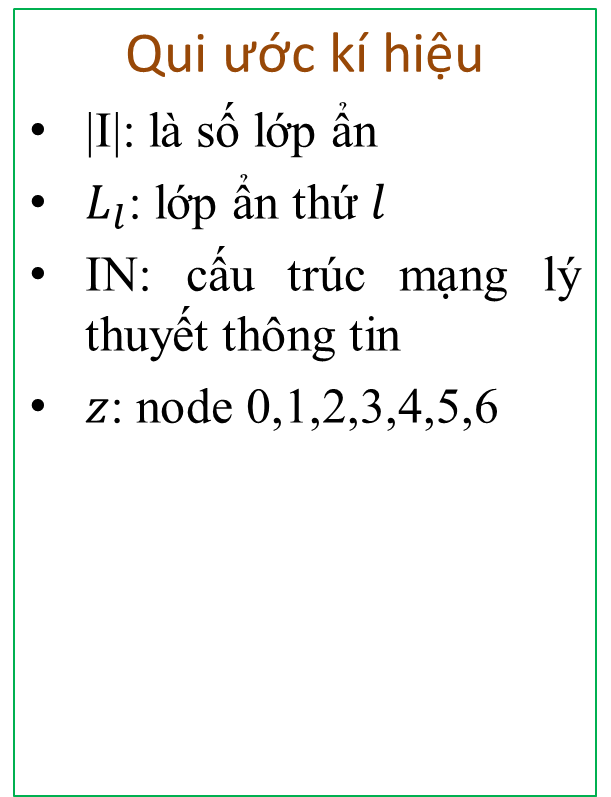 Qui ước kí hiệu
• |I|: là số lớp ẩn
• 𝐿𝑙: lớp ẩn thứ 𝑙
• IN: cấu trúc mạng lý
thuyết thông tin
• 𝑧: node 0,1,2,3,4,5,6